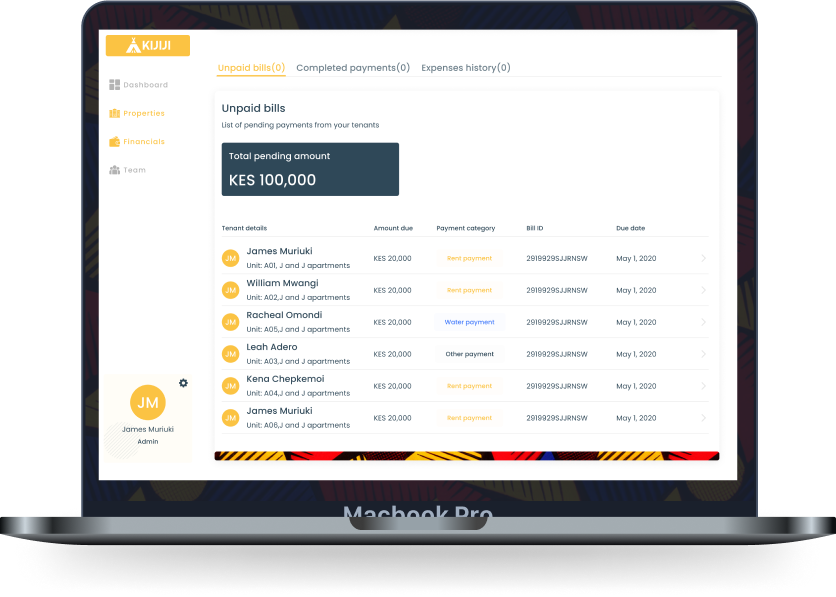 KIJIJI
Dashboard
Properties
Financials
Team
JM
James Muriuki
Admin
Unpaid bills(0) Completed payments(0) Expenses history(0)
Unpaid bills
List of pending payments from your tenants
Total pending amount
KES 100,000
Tenant details Amount due Payment category Bill ID Due date
JM James Muriuki
Unit: A01, J and J apartments KES 20,000 Rent payment 2919929SJJRNSW May 1, 2020
JM William Mwangi
Unit: A02,J and J apartments KES 20,000 Rent payment 2919929SJJRNSW May 1, 2020
JM Racheal Omondi
Unit: A05,J and J apartments KES 20,000 Water payment 2919929SJJRNSW May 1, 2020
JM Leah Adero
Unit: A03,J and J apartments KES 20,000 Other payment 2919929SJJRNSW May 1, 2020
JM Kena Chepkemoi
Unit: A04,J and J apartments KES 20,000 Rent payment 2919929SJJRNSW May 1, 2020
JM James Muriuki
Unit: A06,J and J apartments KES 20,000 Rent payment 2919929SJJRNSW May 1, 2020
Macbook Pro